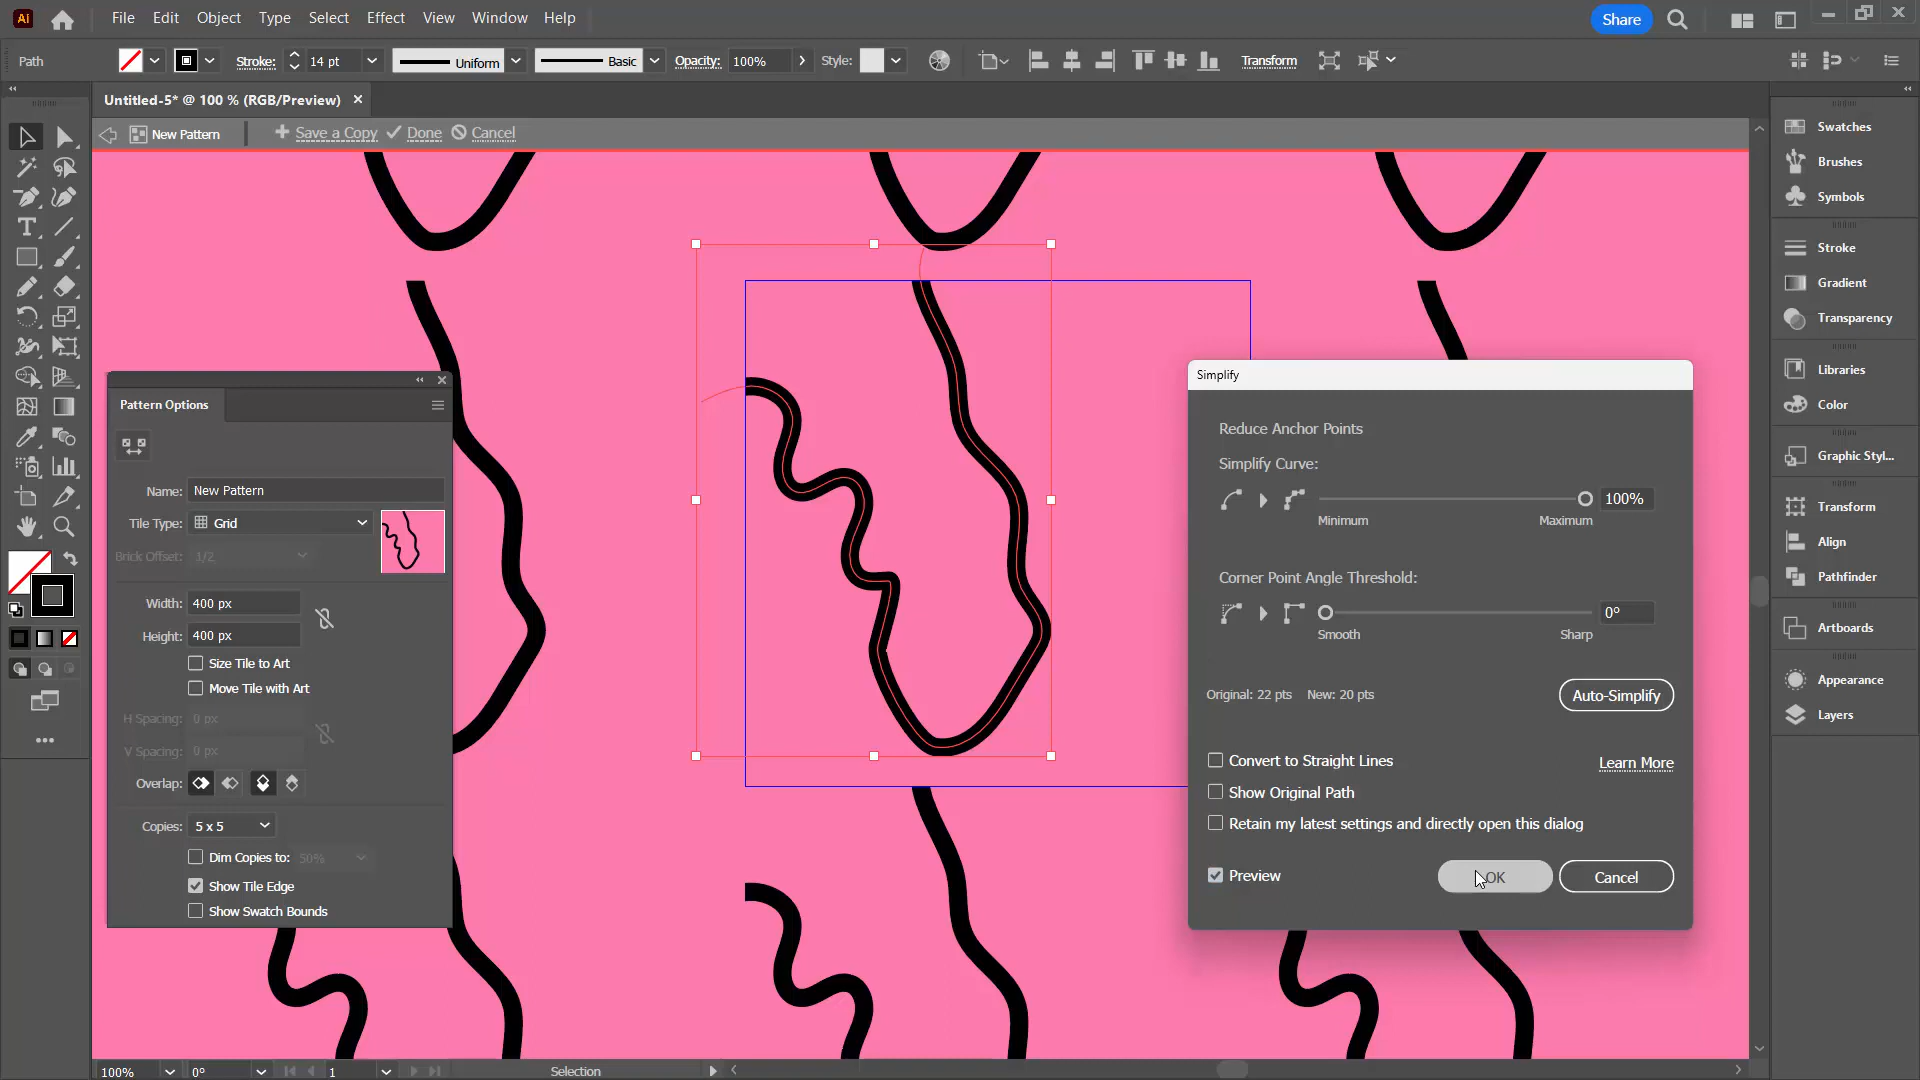 Ai File Edit Object Type Select Effect View Window Help Share
Path Stroke: 14 pt Uniform Basic Opacity: 100% Style: Transform
Untitled-5* @ 100 % (RGB/Preview)
New Pattern Save a Copy Done Cancel
Pattern Options
Name: New Pattern
Tile Type: Grid
Brick Offset: 1/2
Width: 400 px
Height: 400 px
Size Tile to Art
Move Tile with Art
H Spacing: 0 px
V Spacing: 0 px
Overlap:
Copies: 5 x 5
Dim Copies to: 50%
Show Tile Edge
Show Swatch Bounds
Simplify
Reduce Anchor Points
Simplify Curve:
100%
Minimum Maximum
Corner Point Angle Threshold:
0°
Smooth Sharp
Original: 22 pts New: 20 pts Auto-Simplify
Convert to Straight Lines Learn More
Show Original Path
Retain my latest settings and directly open this dialog
Preview OK Cancel
Swatches
Brushes
Symbols
Stroke
Gradient
Transparency
Libraries
Color
Graphic Styl...
Transform
Align
Pathfinder
Artboards
Appearance
Layers
100% 0° 1 Selection